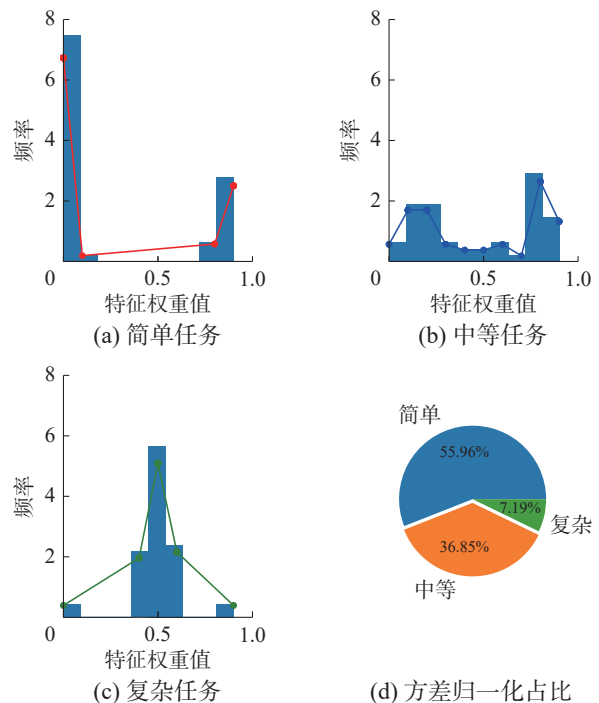 8
6
4
2
0
0.5
1.0
频率
特征权重值
(a) 简单任务
8
6
4
2
0
0.5
1.0
频率
特征权重值
(b) 中等任务
8
6
4
2
0
0.5
1.0
频率
特征权重值
(c) 复杂任务
简单
55.96%
7.19%
复杂
36.85%
中等
(d) 方差归一化占比